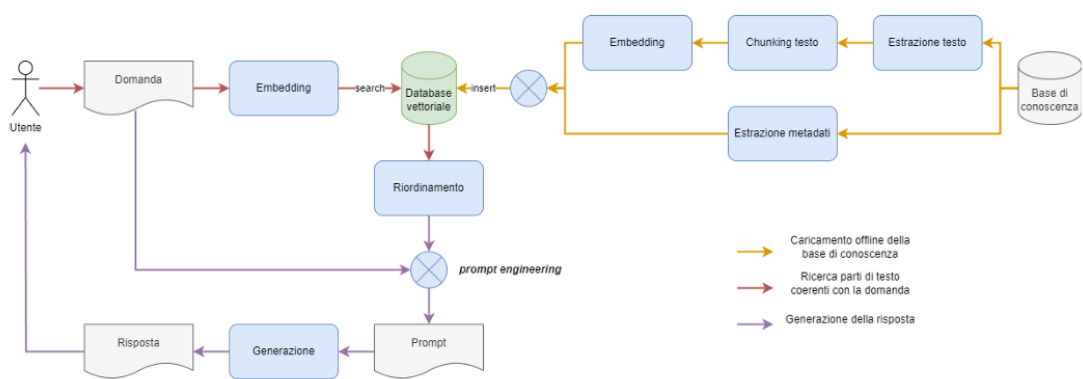 Utente
Domanda
Embedding
search
Database
vettoriale
insert
Embedding
Chunking testo
Estrazione testo
Base di
conoscenza
Estrazione metadati
Riordinamento
prompt engineering
Caricamento offline della
base di conoscenza
Ricerca parti di testo
coerenti con la domanda
Generazione della risposta
Risposta
Generazione
Prompt